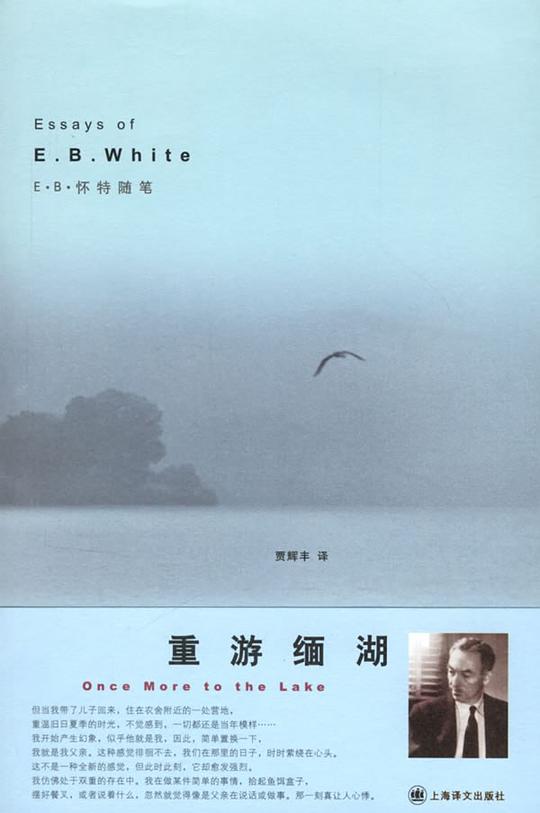 Essays of
E.B.White
E·B·怀特随笔
贾辉丰 译
重游缅湖
Once More to the Lake
但当我带了儿子回来，住在农舍附近的一处营地，
重温旧日夏季的时光，不觉感到，一切都还是当年模样……
我开始产生幻象，似乎他就是我，因此，简单置换一下，
我就是我父亲。这种感觉徘徊不去，我们在那里的日子，时时萦绕在心头。
这不是一种全新的感觉，但此时此刻，它却愈发强烈。
我仿佛处于双重的存在中。我在做某件简单的事情，拾起鱼饵盒子，
摆好餐叉，或者说着什么，忽然就觉得像是父亲在说话或做事。那一刻真让人心悸。
上海译文出版社